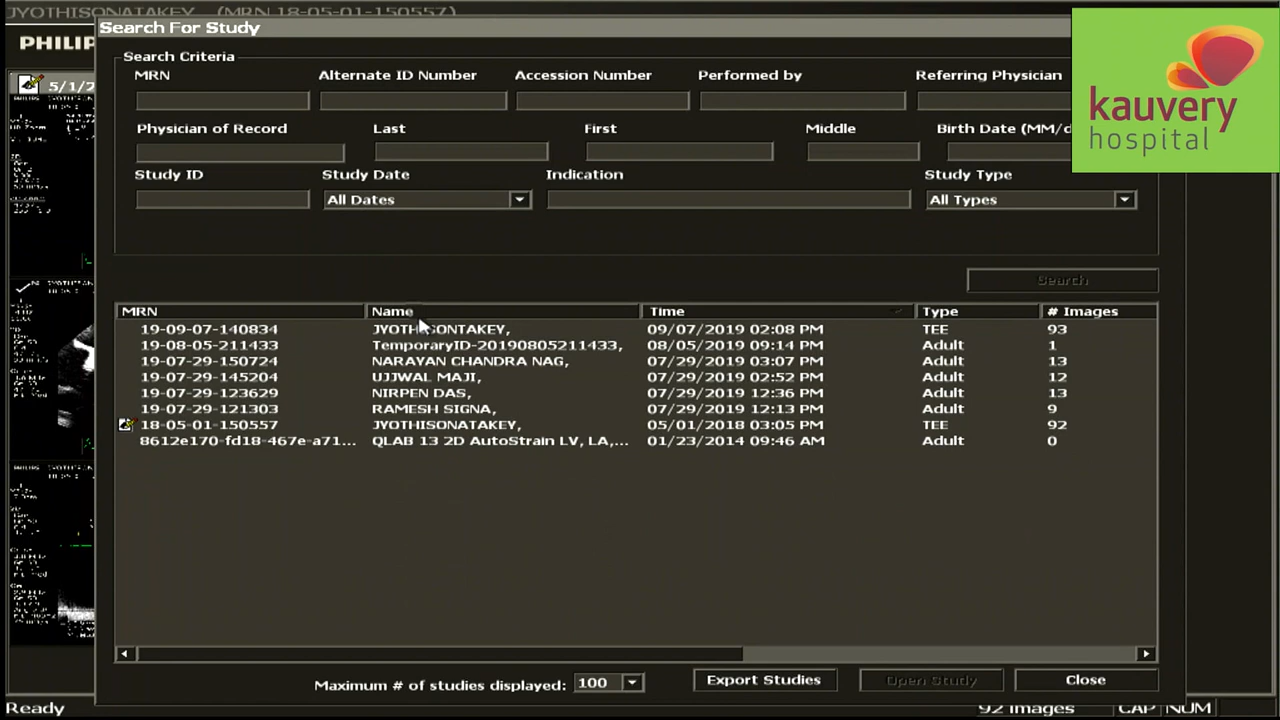 JYOTHISONATAKEY (MRN 18-05-01-150557)
Search For Study
PHILIP
Search Criteria
MRN Alternate ID Number Accession Number Performed by Referring Physician
Physician of Record Last First Middle Birth Date (MM/d
Study ID Study Date Indication Study Type
All Dates All Types
Search
kauvery
hospital
5/1/2
MRN Name Time Type # Images
19-09-07-140834 JYOTHISONTAKEY, 09/07/2019 02:08 PM TEE 93
19-08-05-211433 TemporaryID-20190805211433, 08/05/2019 09:14 PM Adult 1
19-07-29-150724 NARAYAN CHANDRA NAG, 07/29/2019 03:07 PM Adult 13
19-07-29-145204 UJJWAL MAJI, 07/29/2019 02:52 PM Adult 12
19-07-29-123629 NIRPEN DAS, 07/29/2019 12:36 PM Adult 13
19-07-29-121303 RAMESH SIGNA, 07/29/2019 12:13 PM Adult 9
18-05-01-150557 JYOTHISONATAKEY, 05/01/2018 03:05 PM TEE 92
8612e170-fd18-467e-a71... QLAB 13 2D AutoStrain LV, LA,... 01/23/2014 09:46 AM Adult 0
Maximum # of studies displayed: 100 Export Studies Open Study Close
Ready 92 Images CAP NUM